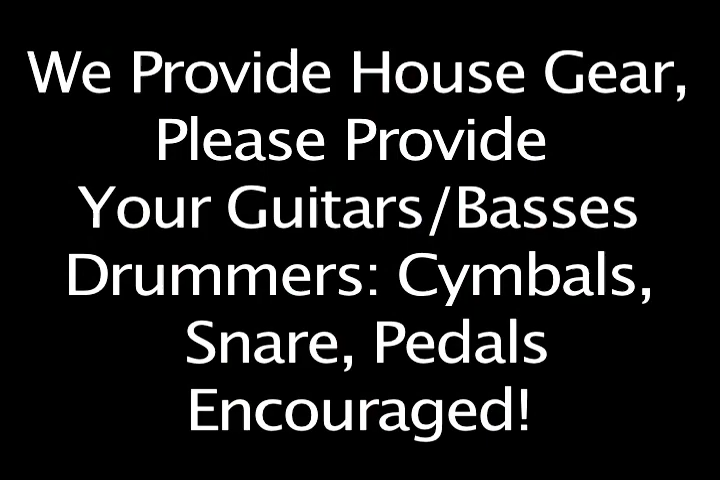 We Provide House Gear,
Please Provide
Your Guitars/Basses
Drummers: Cymbals,
Snare, Pedals
Encouraged!